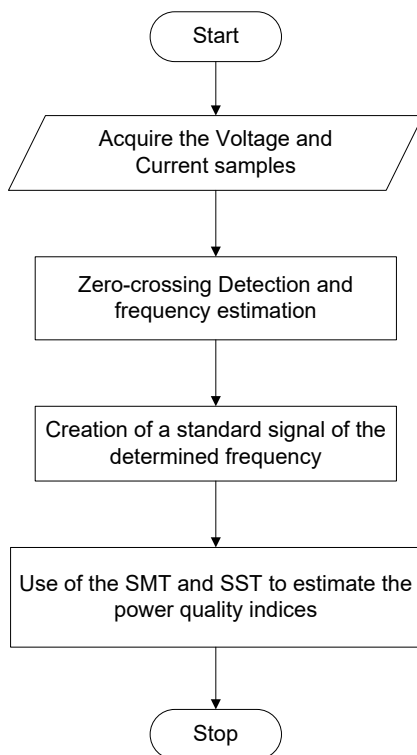 Start
Acquire the Voltage and
Current samples
Zero-crossing Detection and
frequency estimation
Creation of a standard signal of the
determined frequency
Use of the SMT and SST to estimate the
power quality indices
Stop